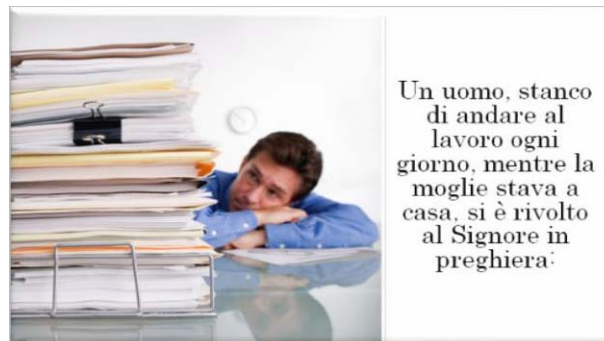 Un uomo, stanco
di andare al
lavoro ogni
giorno, mentre la
moglie stava a
casa, si è rivolto
al Signore in
preghiera: